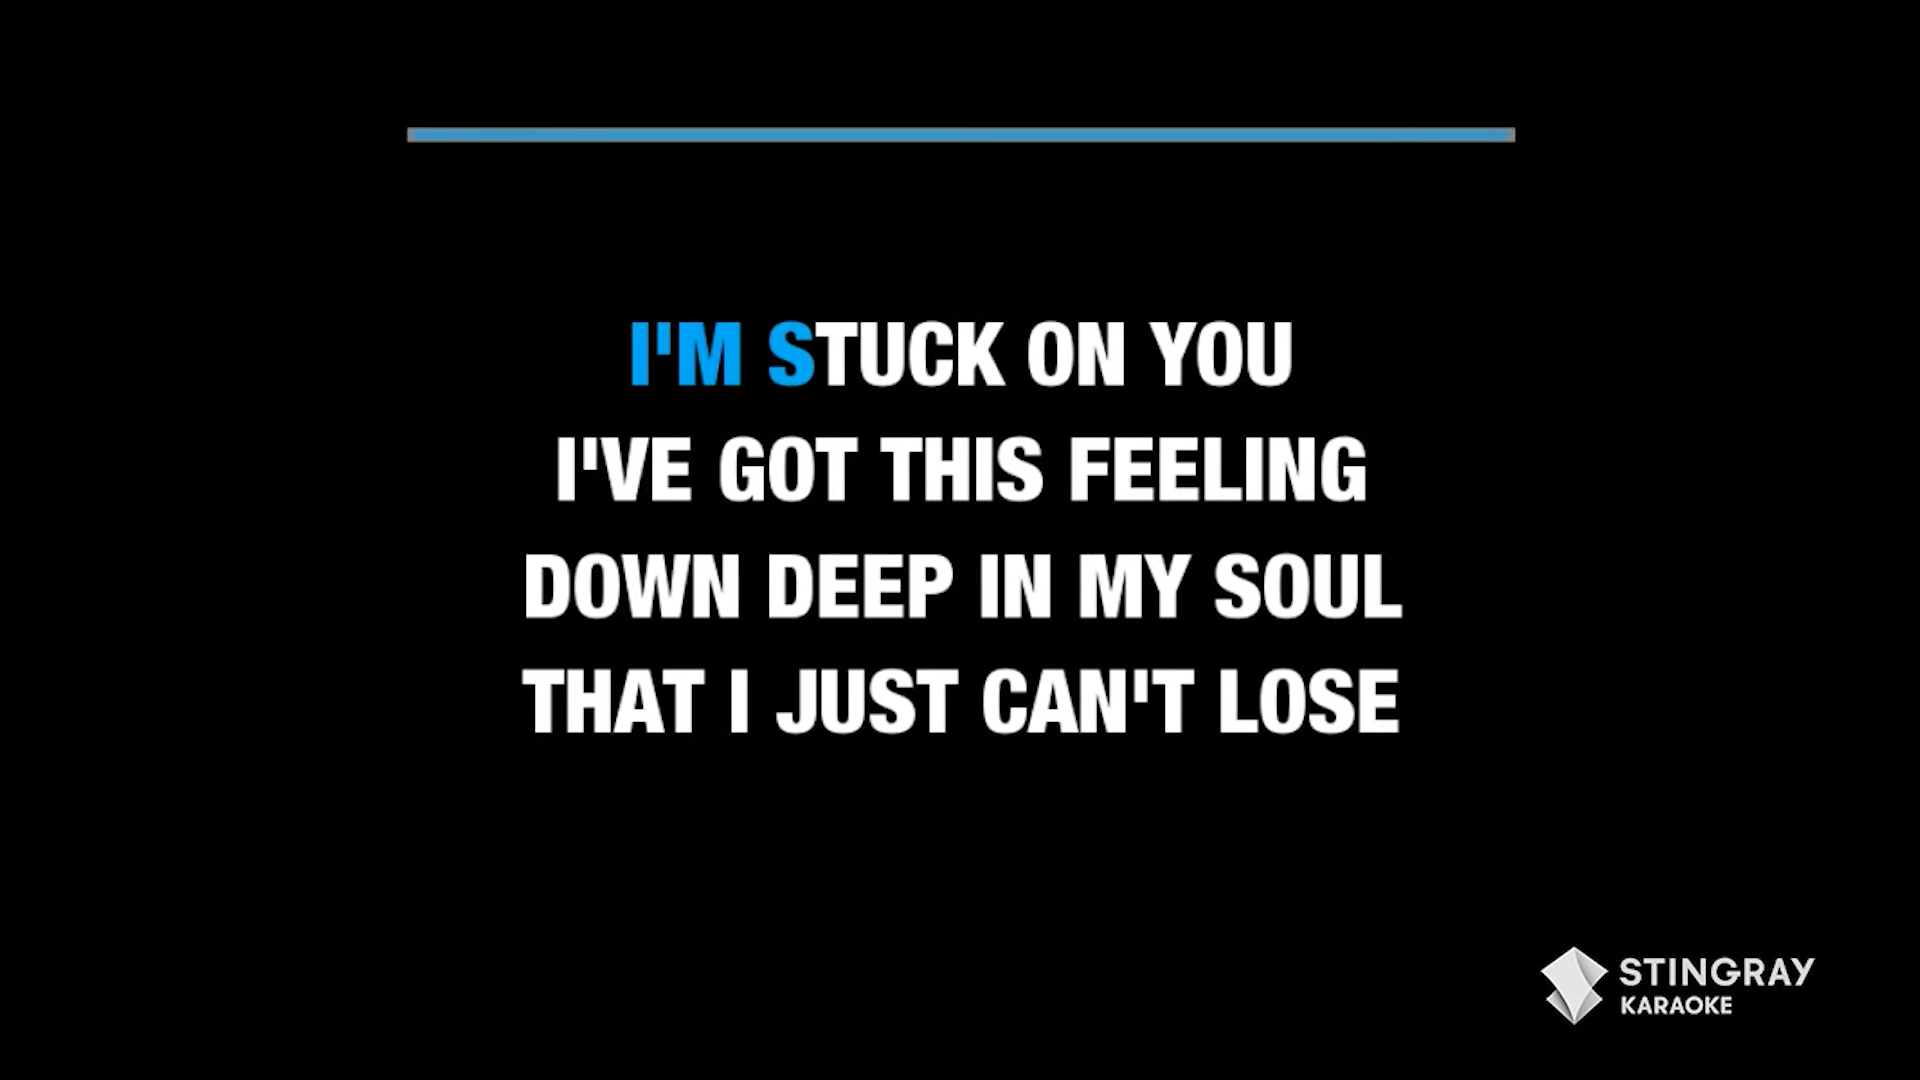 I'M STUCK ON YOU
I'VE GOT THIS FEELING
DOWN DEEP IN MY SOUL
THAT I JUST CAN'T LOSE
STINGRAY
KARAOKE